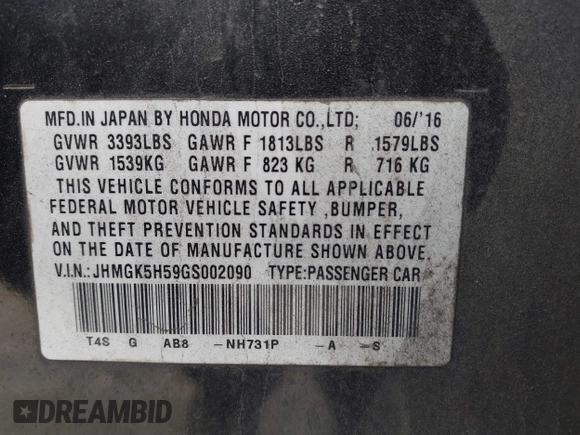 MFD.IN JAPAN BY HONDA MOTOR CO.,LTD; 06/'16
GVWR 3393LBS GAWR F 1813LBS R 1579LBS
GVWR 1539KG GAWR F 823 KG R 716 KG
THIS VEHICLE CONFORMS TO ALL APPLICABLE
FEDERAL MOTOR VEHICLE SAFETY ,BUMPER,
AND THEFT PREVENTION STANDARDS IN EFFECT
ON THE DATE OF MANUFACTURE SHOWN ABOVE.
V.I.N.: JHMGK5H59GS002090 TYPE:PASSENGER CAR
T4S G AB8 -NH731P -A -S
DREAMBID